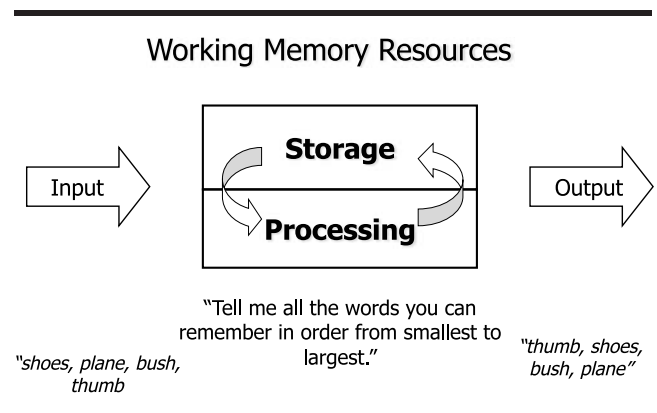 Working Memory Resources
Input
Storage
Processing
Output
“Tell me all the words you can
remember in order from smallest to
largest.”
“shoes, plane, bush,
thumb
“thumb, shoes,
bush, plane”